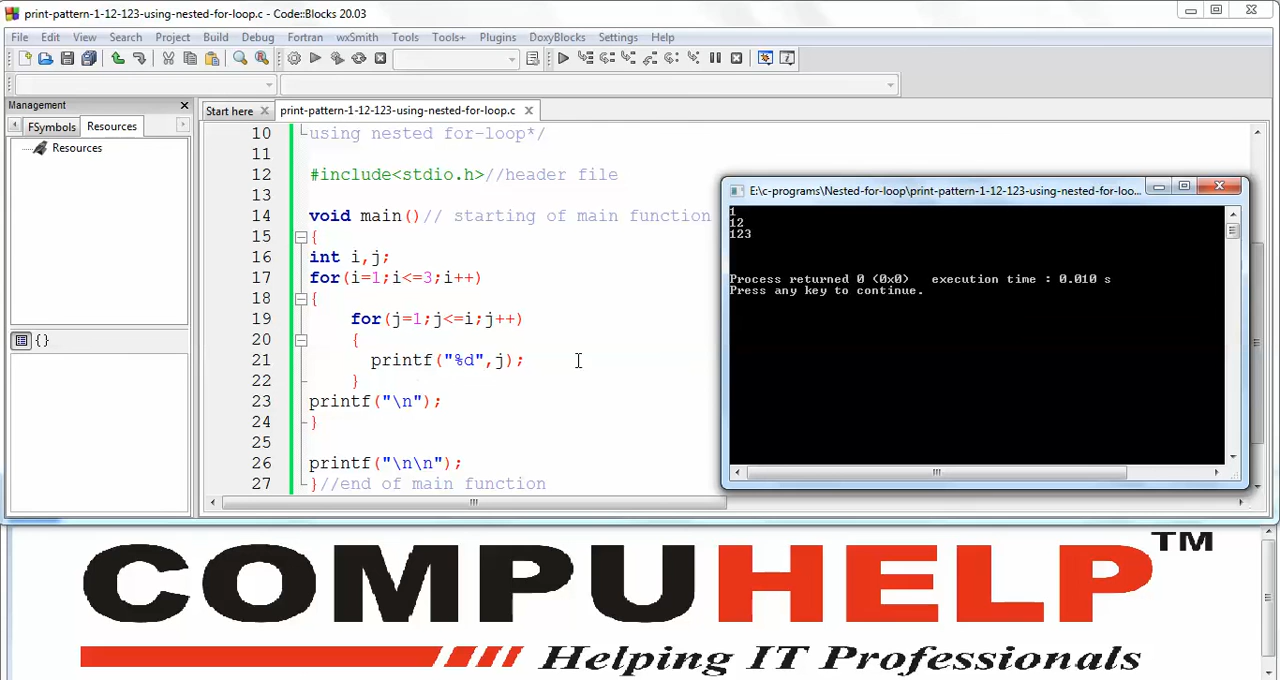 print-pattern-1-12-123-using-nested-for-loop.c - Code::Blocks 20.03
File Edit View Search Project Build Debug Fortran wxSmith Tools Tools+ Plugins DoxyBlocks Settings Help
Management
Start here print-pattern-1-12-123-using-nested-for-loop.c
FSymbols Resources
Resources
{}
10 using nested for-loop*/
11
12 #include<stdio.h>//header file
13
14 void main()// starting of main function
15 {
16 int i,j;
17 for(i=1;i<=3;i++)
18 {
19 for(j=1;j<=i;j++)
20 {
21 printf("%d",j);
22 }
23 printf("\n");
24 }
25
26 printf("\n\n");
27 }//end of main function
E:\c-programs\Nested-for-loop\print-pattern-1-12-123-using-nested-for-loo...
1
12
123
Process returned 0 (0x0) execution time : 0.010 s
Press any key to continue.
COMPUHELP TM
Helping IT Professionals